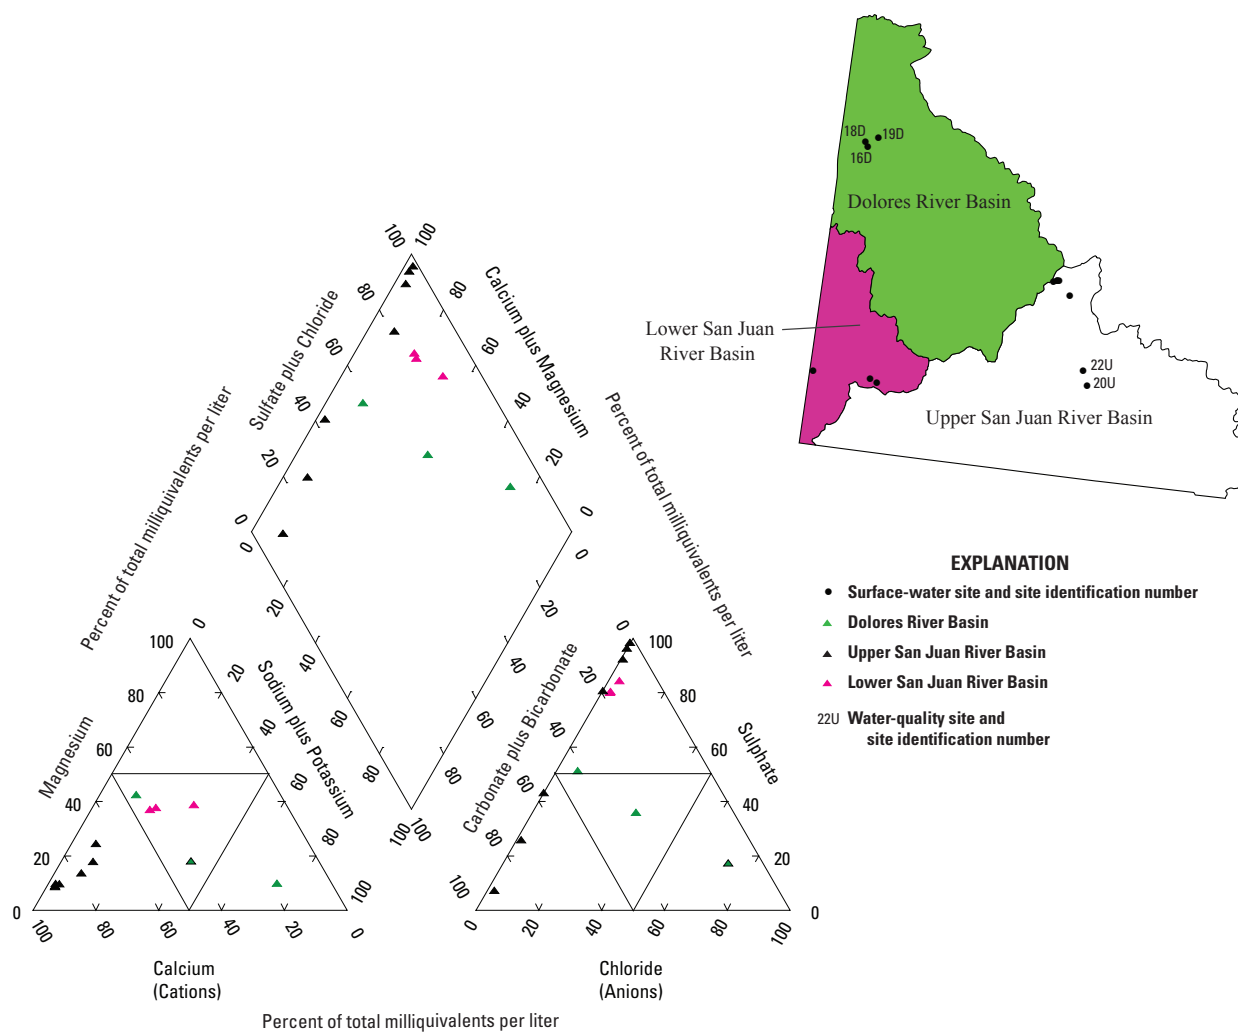 18D
19D
16D
Dolores River Basin
Lower San Juan
River Basin
22U
20U
Upper San Juan River Basin
EXPLANATION
Surface-water site and site identification number
Dolores River Basin
Upper San Juan River Basin
Lower San Juan River Basin
22U Water-quality site and
site identification number
100 100
80 80
60 60
40 40
20 20
0 0
0 0
20 20
40 40
60 60
80 80
100 100
Sulfate plus Chloride
Calcium plus Magnesium
Percent of total milliquivalents per liter
Percent of total milliquivalents per liter
100 0
80 20
60 40
40 60
20 80
0 100
100 80 60 40 20 0
Magnesium
Sodium plus Potassium
Calcium
(Cations)
0 100
20 80
40 60
60 40
80 20
100 0
0 20 40 60 80 100
Carbonate plus Bicarbonate
Sulphate
Chloride
(Anions)
Percent of total milliquivalents per liter